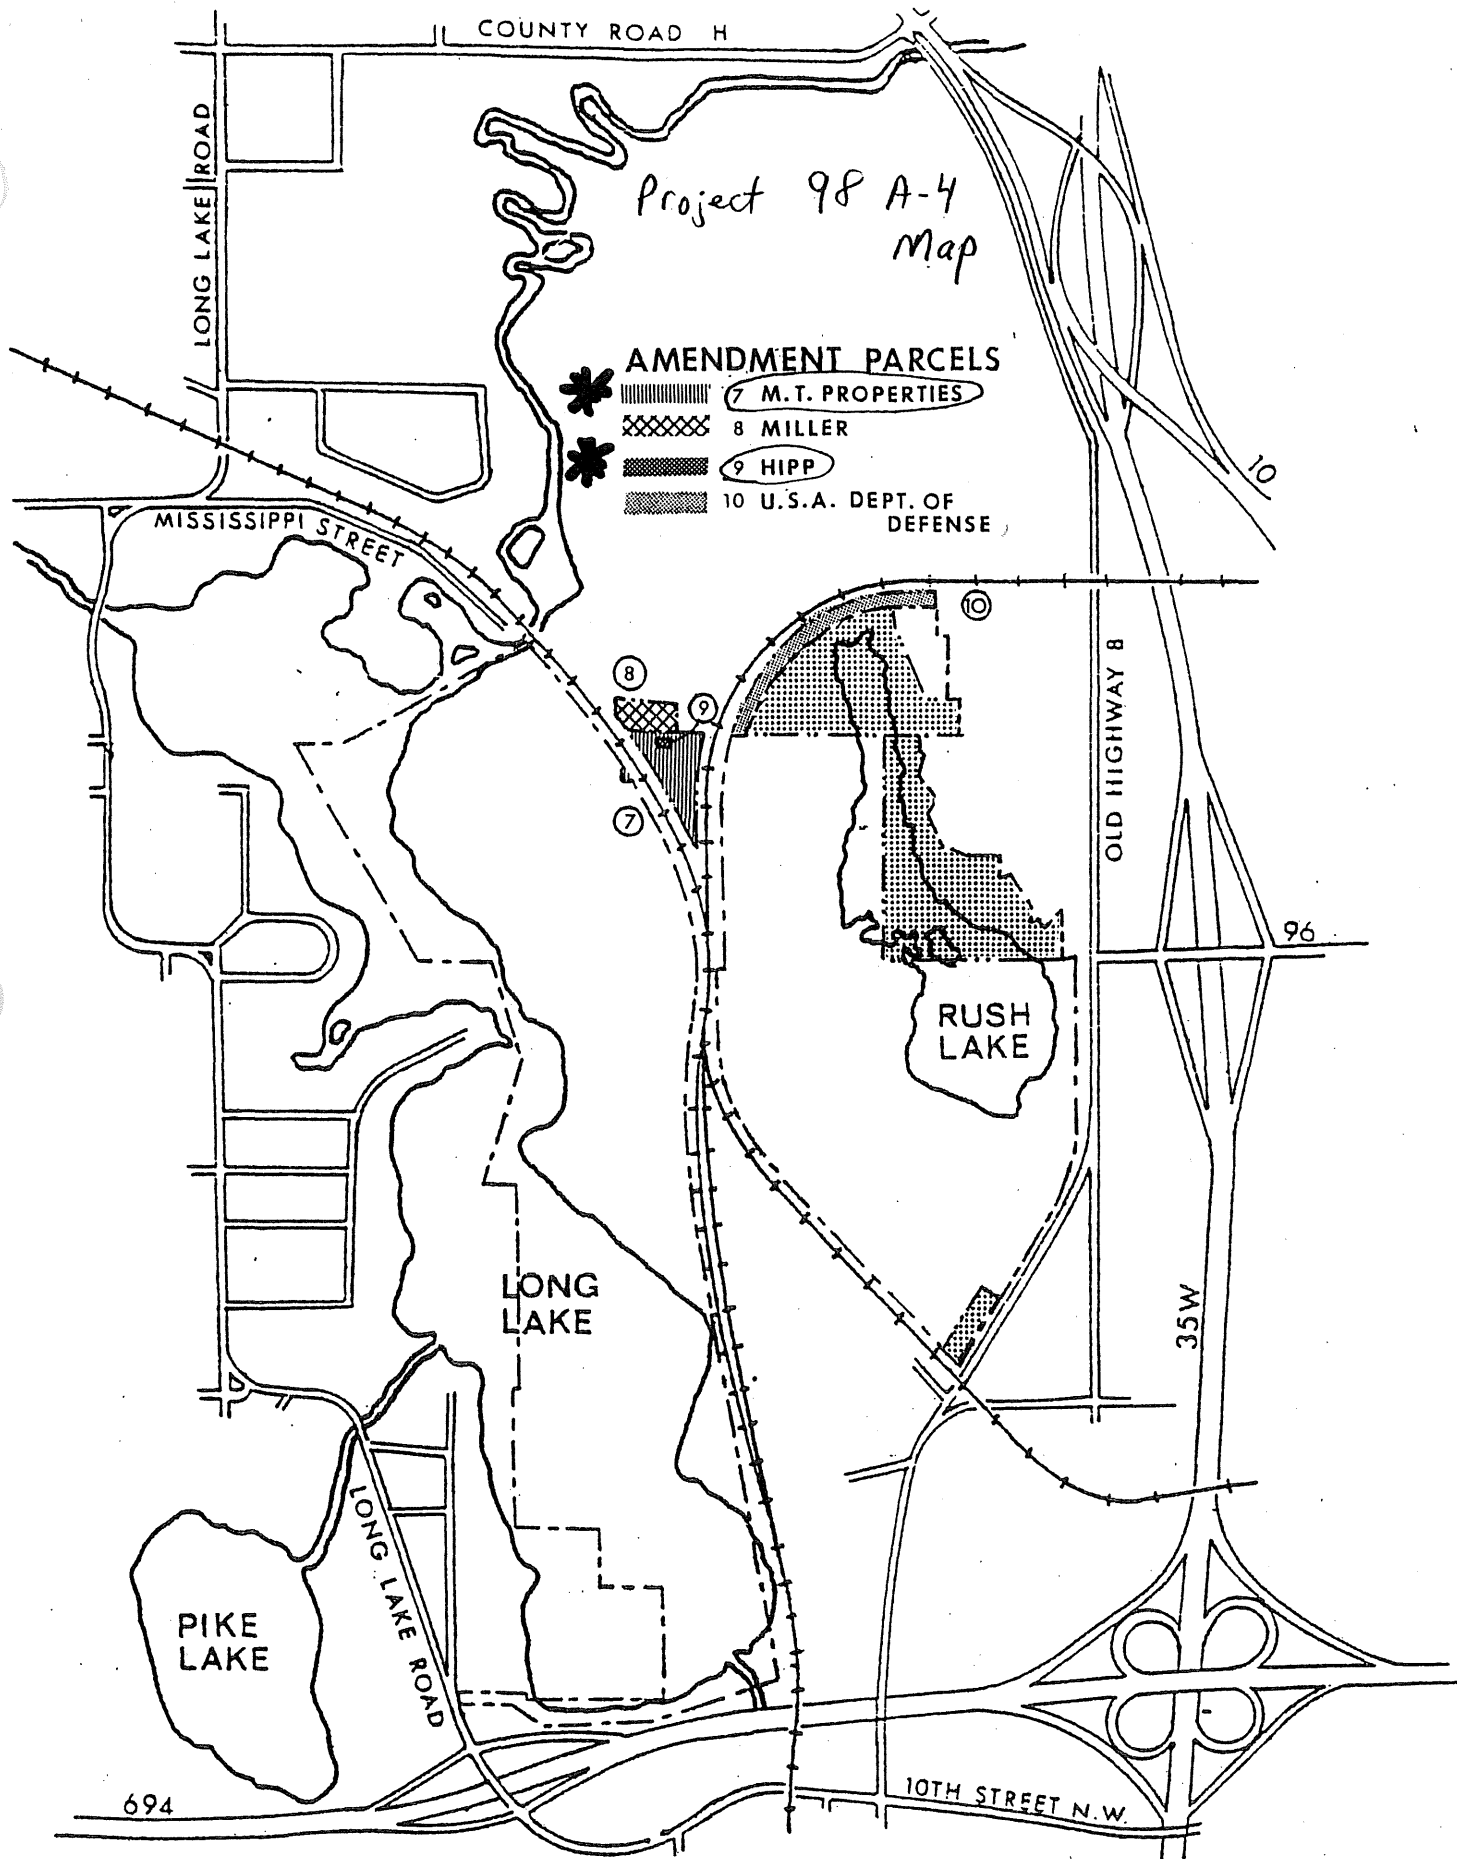 COUNTY ROAD H
LONG LAKE ROAD
Project 98 A-4
Map
AMENDMENT PARCELS
7 M.T. PROPERTIES
8 MILLER
9 HIPP
10 U.S.A. DEPT. OF
DEFENSE
10
MISSISSIPPI STREET
10
8
9
7
OLD HIGHWAY 8
96
RUSH
LAKE
LONG
LAKE
35W
LONG LAKE ROAD
PIKE
LAKE
694
10TH STREET N.W.